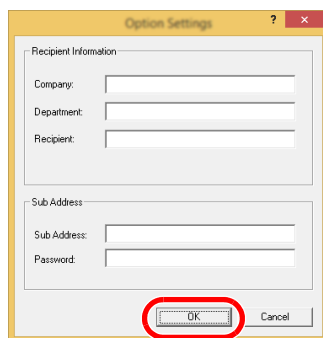 Option Settings ?
Recipient Information
Company:
Department:
Recipient:
Sub Address
Sub Address:
Password:
OK Cancel